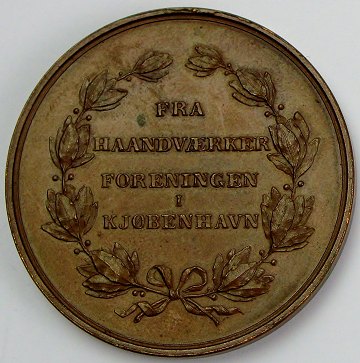 FRA
HAANDVÆRKER
FORENINGEN
I
KJØBENHAVN